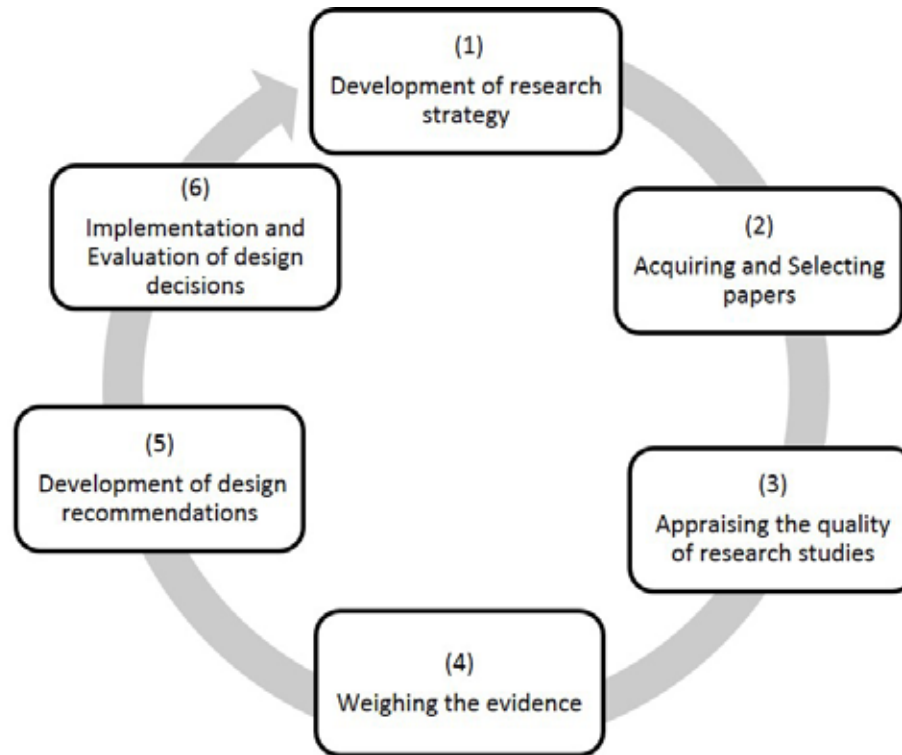 (1)
Development of research
strategy
(2)
Acquiring and Selecting
papers
(3)
Appraising the quality
of research studies
(4)
Weighing the evidence
(5)
Development of design
recommendations
(6)
Implementation and
Evaluation of design
decisions